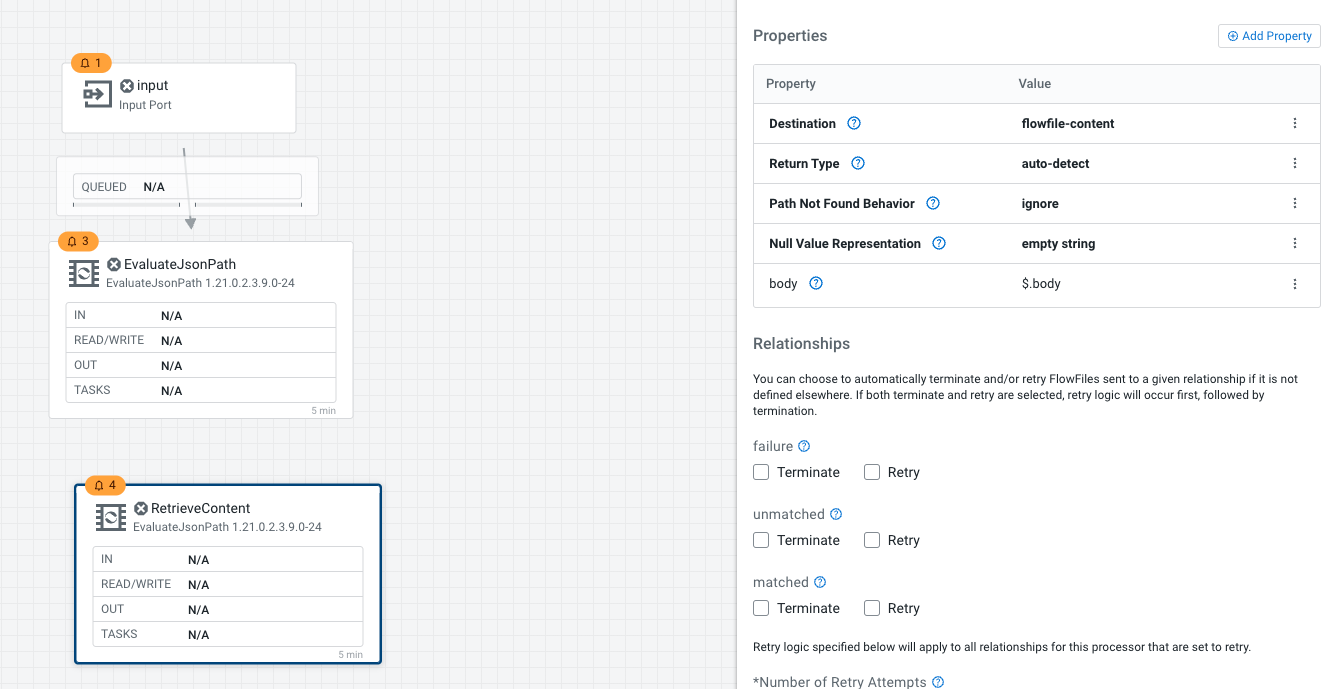 1
input
Input Port
QUEUED N/A
3
EvaluateJsonPath
EvaluateJsonPath 1.21.0.2.3.9.0-24
IN N/A
READ/WRITE N/A
OUT N/A
TASKS N/A
5 min
4
RetrieveContent
EvaluateJsonPath 1.21.0.2.3.9.0-24
IN N/A
READ/WRITE N/A
OUT N/A
TASKS N/A
5 min
Properties
Add Property
Property Value
Destination flowfile-content
Return Type auto-detect
Path Not Found Behavior ignore
Null Value Representation empty string
body $.body
Relationships
You can choose to automatically terminate and/or retry FlowFiles sent to a given relationship if it is not
defined elsewhere. If both terminate and retry are selected, retry logic will occur first, followed by
termination.
failure
Terminate Retry
unmatched
Terminate Retry
matched
Terminate Retry
Retry logic specified below will apply to all relationships for this processor that are set to retry.
*Number of Retry Attempts